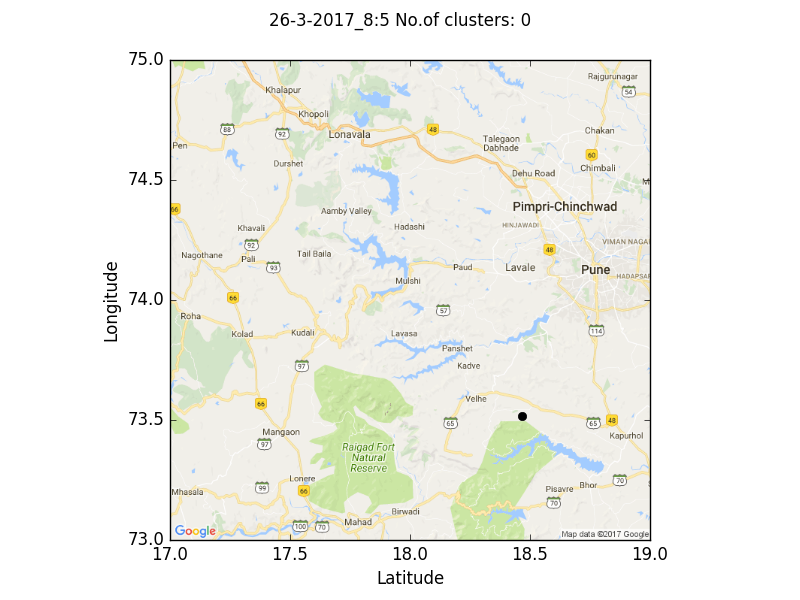 26-3-2017_8:5 No.of clusters: 0
75.0
Rajgurunagar
54
Khalapur
Khopoli
88
92
Lonavala
48
Talegaon
Dabhade
Chakan
Pen
60
Durshet
Chimbali
Dehu Road
74.5
66
Aamby Valley
Pimpri-Chinchwad
Khavali
Hadashi
HINJAWADI
92
48
VIMAN NAGAR
Nagothane
Pali
Tail Baila
93
Paud
Lavale
Pune
Mulshi
HADAPSAR
74.0
66
57
Roha
Kolad
Kudali
Lavasa
114
Panshet
Kadve
97
Velhe
66
73.5
65
65
48
Mangaon
Kapurhol
97
Raigad Fort
Natural
Reserve
Lonere
99
66
Mhasala
Pisavre
Bhor
70
70
Birwadi
Mahad
100
70
Google
Map data ©2017 Google
73.0
17.0
17.5
18.0
18.5
19.0
Latitude
Longitude